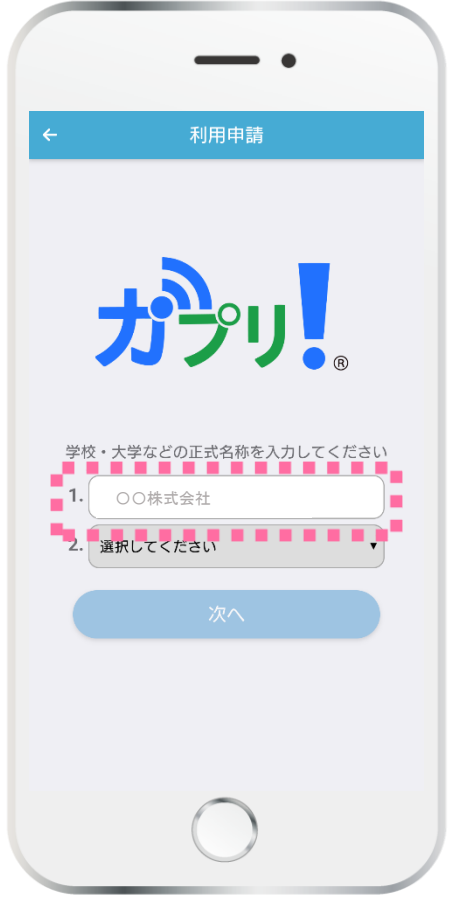 利用申請
ガプリ!®
学校・大学などの正式名称を入力してください
1. 〇〇株式会社
2. 選択してください
次へ